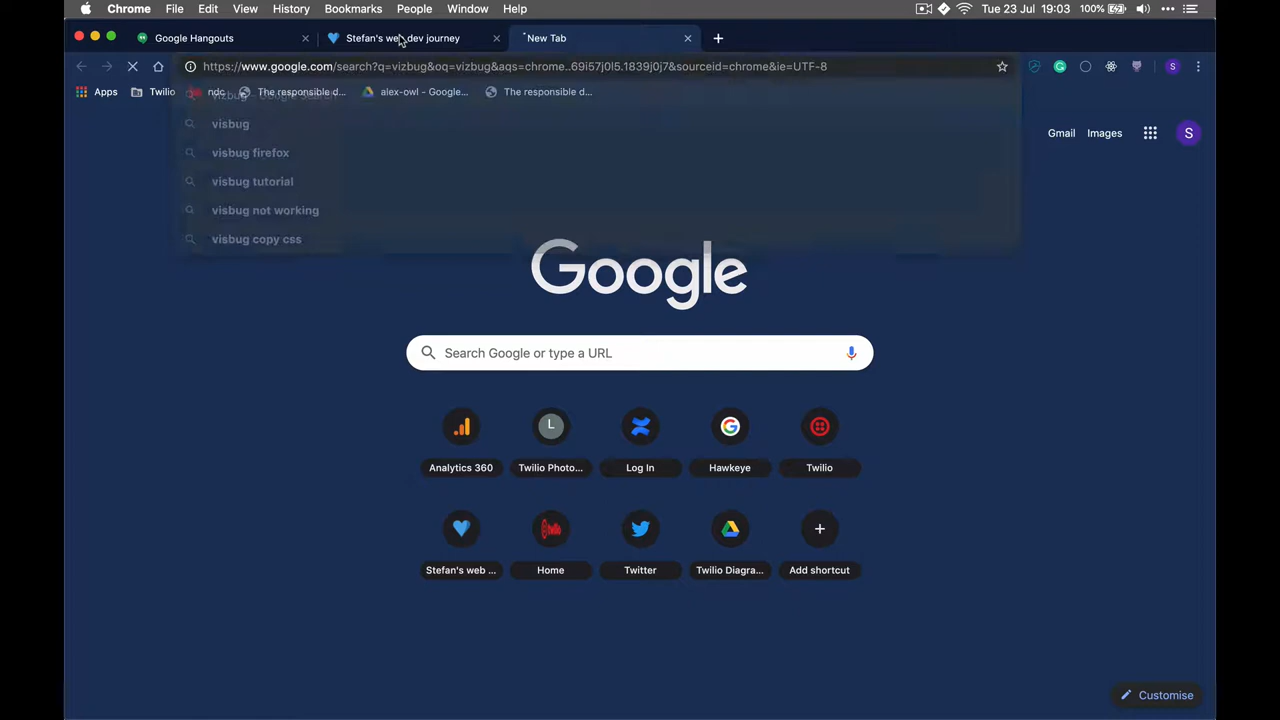 Chrome File Edit View History Bookmarks People Window Help Tue 23 Jul 19:03 100%
Google Hangouts Stefan's web dev journey New Tab
https://www.google.com/search?q=vizbug&oq=vizbug&aqs=chrome..69i57j0l5.1839j0j7&sourceid=chrome&ie=UTF-8 S
Apps Twilio ndc The responsible d... alex-owl - Google... The responsible d...
vizbug - Google Search
visbug
visbug firefox
visbug tutorial
visbug not working
visbug copy css
Gmail Images S
Google
Search Google or type a URL
L
Analytics 360 Twilio Photo... Log In Hawkeye Twilio
Stefan's web ... Home Twitter Twilio Diagra... Add shortcut
Customise